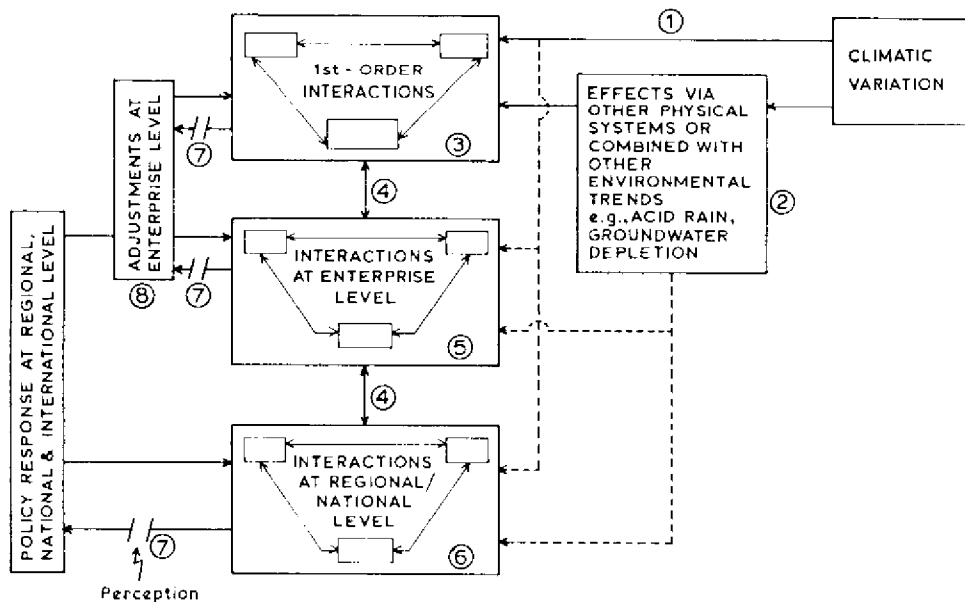 ①
CLIMATIC
VARIATION
1st-ORDER
INTERACTIONS
③
EFFECTS VIA
OTHER PHYSICAL
SYSTEMS OR
COMBINED WITH
OTHER
ENVIRONMENTAL
TRENDS
e.g.,ACID RAIN,
GROUNDWATER
DEPLETION
②
⑦
ADJUSTMENTS AT
ENTERPRISE LEVEL
⑧
④
INTERACTIONS
AT ENTERPRISE
LEVEL
⑤
⑦
④
POLICY RESPONSE AT REGIONAL,
NATIONAL & INTERNATIONAL LEVEL
INTERACTIONS
AT REGIONAL/
NATIONAL
LEVEL
⑥
⑦
Perception